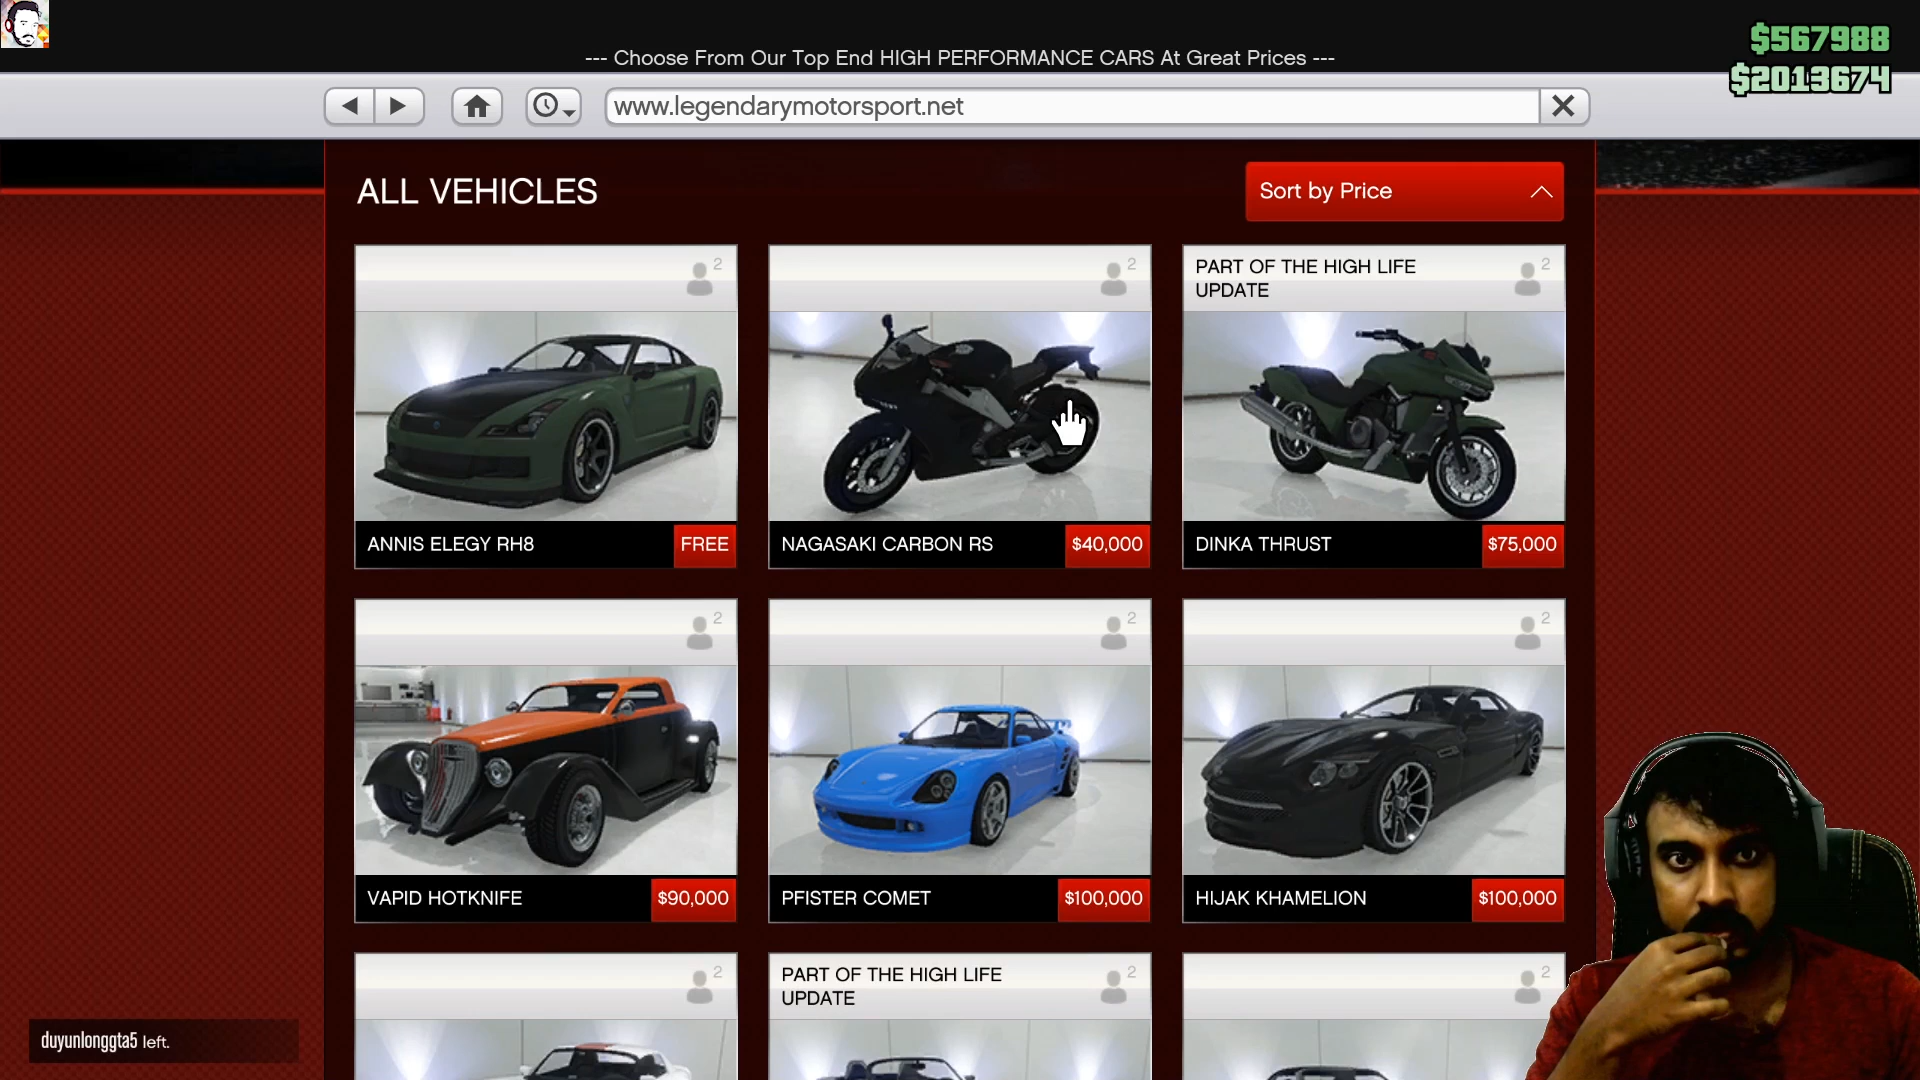 --- Choose From Our Top End HIGH PERFORMANCE CARS At Great Prices ---
$567988
$2013674
www.legendarymotorsport.net
ALL VEHICLES
Sort by Price
2
2
PART OF THE HIGH LIFE
UPDATE
2
ANNIS ELEGY RH8
FREE
NAGASAKI CARBON RS
$40,000
DINKA THRUST
$75,000
2
2
2
VAPID HOTKNIFE
$90,000
PFISTER COMET
$100,000
HIJAK KHAMELION
$100,000
2
PART OF THE HIGH LIFE
UPDATE
2
2
duyunlonggta5 left.